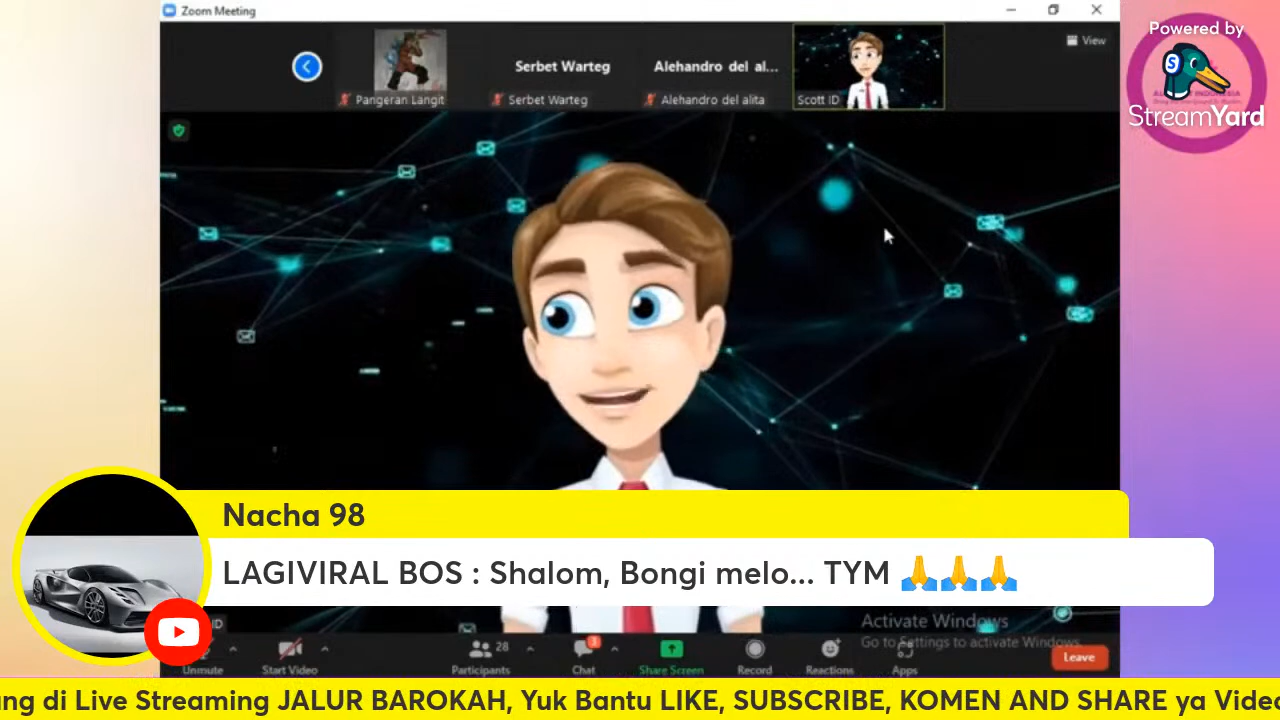 Zoom Meeting
Powered by
StreamYard
View
Serbet Warteg
Alehandro del al...
Pangeran Langit
Serbet Warteg
Alehandro del alita
Scott ID
Nacha 98
LAGIVIRAL BOS : Shalom, Bongi melo... TYM 🙏🙏🙏
Activate Windows
Go to Settings to activate Windows.
Unmute
Start Video
Participants
28
Chat
3
Share Screen
Record
Reactions
Apps
Leave
ng di Live Streaming JALUR BAROKAH, Yuk Bantu LIKE, SUBSCRIBE, KOMEN AND SHARE ya Vide